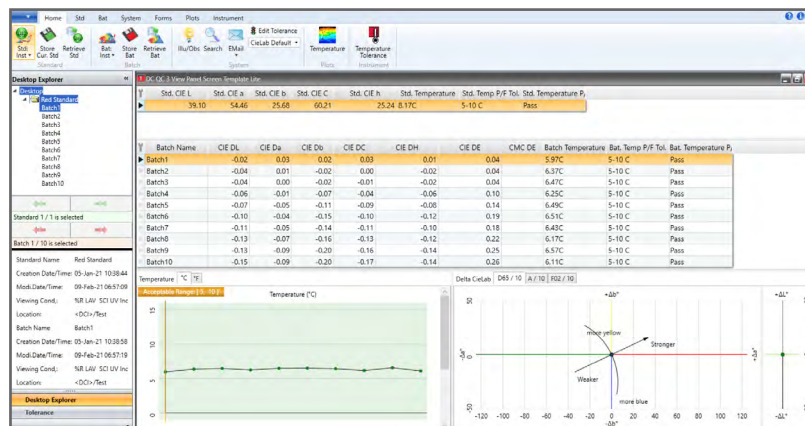 Home Std Bat System Forms Plots Instrument
Std. Inst Store Cur. Std Retrieve Std Bat. Inst Store Bat Retrieve Bat Illu/Obs Search EMail Edit Tolerance CieLab Default Temperature Temperature Tolerance
Standard Batch System Plots Instrument
Desktop Explorer
Desktop
Red Standard
Batch1
Batch2
Batch3
Batch4
Batch5
Batch6
Batch7
Batch8
Batch9
Batch10
Standard 1 / 1 is selected
Batch 1 / 10 is selected
Standard Name Red Standard
Creation Date/Time: 05-Jan-21 10:38:44
Modi.Date/Time: 09-Feb-21 06:57:09
Viewing Cond.: %R LAV SCI UV Inc
Location: <DCI>/Test
Batch Name Batch1
Creation Date/Time: 05-Jan-21 10:38:58
Modi.Date/Time: 09-Feb-21 06:57:19
Viewing Cond.: %R LAV SCI UV Inc
Location: <DCI>/Test
Desktop Explorer
Tolerance
QC 3 View Panel Screen Template Lite
Std. CIE L Std. CIE a Std. CIE b Std. CIE C Std. CIE h Std. Temperature Std. Temp P/F Tol. Std. Temperature P
39.10 54.46 25.68 60.21 25.24 8.17C 5-10 C Pass
Batch Name CIE DL CIE Da CIE Db CIE DC CIE DH CIE DE CMC DE Batch Temperature Bat. Temp P/F Tol. Bat. Temperature P
Batch1 -0.02 0.03 0.02 0.03 0.01 0.04 5.97C 5-10 C Pass
Batch2 -0.04 0.01 -0.00 -0.00 -0.02 0.04 6.37C 5-10 C Pass
Batch3 -0.04 0.00 -0.02 -0.01 -0.02 0.04 6.47C 5-10 C Pass
Batch4 -0.06 -0.01 -0.07 -0.04 -0.06 0.10 6.25C 5-10 C Pass
Batch5 -0.07 -0.05 -0.11 -0.09 -0.08 0.14 6.49C 5-10 C Pass
Batch6 -0.10 -0.04 -0.15 -0.10 -0.12 0.19 6.51C 5-10 C Pass
Batch7 -0.11 -0.05 -0.14 -0.11 -0.10 0.18 6.43C 5-10 C Pass
Batch8 -0.13 -0.07 -0.16 -0.13 -0.12 0.22 6.17C 5-10 C Pass
Batch9 -0.13 -0.09 -0.20 -0.16 -0.14 0.25 6.57C 5-10 C Pass
Batch10 -0.15 -0.09 -0.20 -0.17 -0.14 0.26 6.11C 5-10 C Pass
Temperature °C °F
Acceptable Range:[ 5- 10 ]'
Temperature (°C)
15
10
5
0
Delta CieLab D65 / 10 A / 10 F02 / 10
+Δb* +ΔL*
50 50
more yellow
Stronger
-Δa* +Δa*
0 0
Weaker
more blue
-50 -50
-120 -100 -80 -60 -40 -20 0 20 40 60 80 100 120
-Δb* -ΔL*